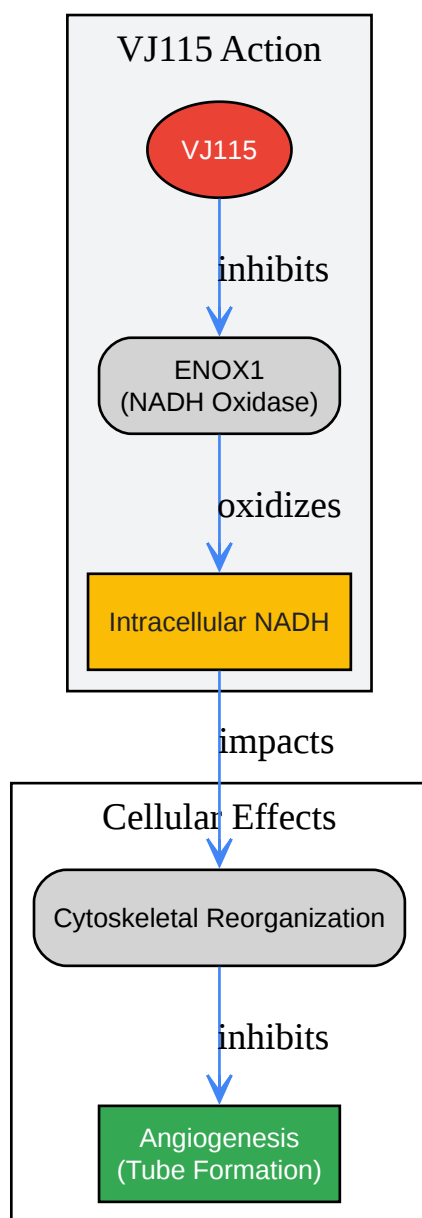 VJ115 Action
VJ115
inhibits
ENOX1
(NADH Oxidase)
oxidizes
Intracellular NADH
impacts
Cellular Effects
Cytoskeletal Reorganization
inhibits
Angiogenesis
(Tube Formation)